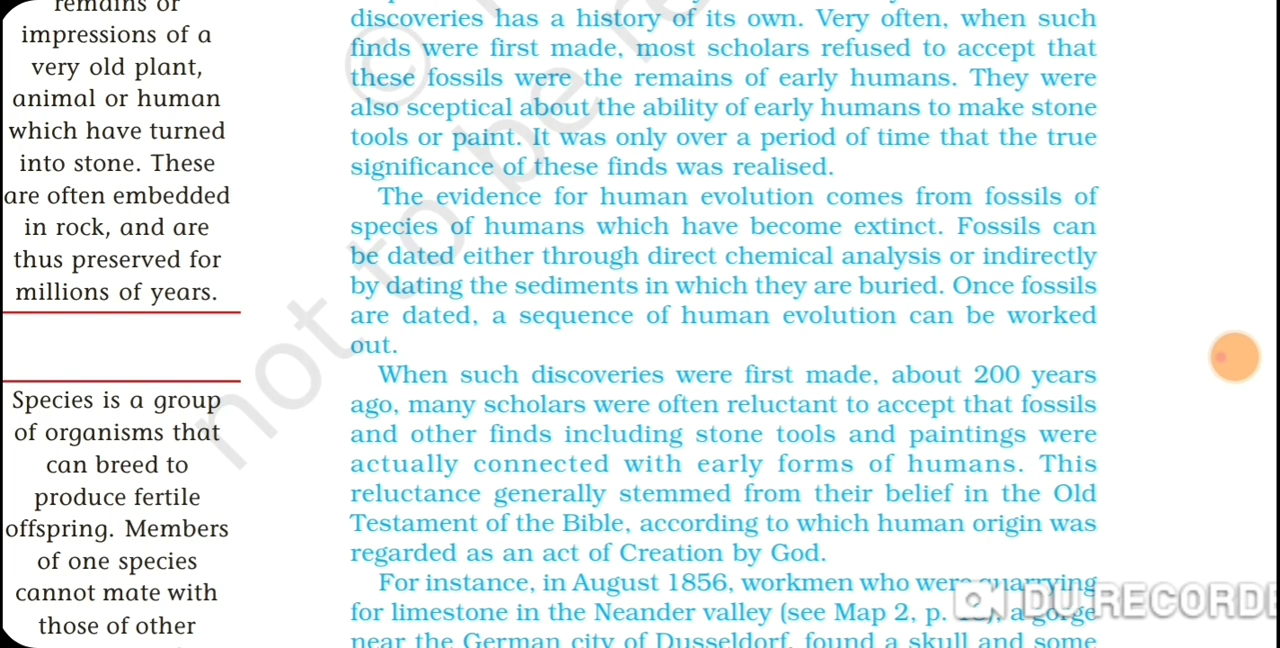 remains or
impressions of a
very old plant,
animal or human
which have turned
into stone. These
are often embedded
in rock, and are
thus preserved for
millions of years.
Species is a group
of organisms that
can breed to
produce fertile
offspring. Members
of one species
cannot mate with
those of other
discoveries has a history of its own. Very often, when such
finds were first made, most scholars refused to accept that
these fossils were the remains of early humans. They were
also sceptical about the ability of early humans to make stone
tools or paint. It was only over a period of time that the true
significance of these finds was realised.
The evidence for human evolution comes from fossils of
species of humans which have become extinct. Fossils can
be dated either through direct chemical analysis or indirectly
by dating the sediments in which they are buried. Once fossils
are dated, a sequence of human evolution can be worked
out.
When such discoveries were first made, about 200 years
ago, many scholars were often reluctant to accept that fossils
and other finds including stone tools and paintings were
actually connected with early forms of humans. This
reluctance generally stemmed from their belief in the Old
Testament of the Bible, according to which human origin was
regarded as an act of Creation by God.
For instance, in August 1856, workmen who were quarrying
for limestone in the Neander valley (see Map 2, p. a gorge
near the German city of Dusseldorf, found a skull and some
© not to be re
DU RECORDE